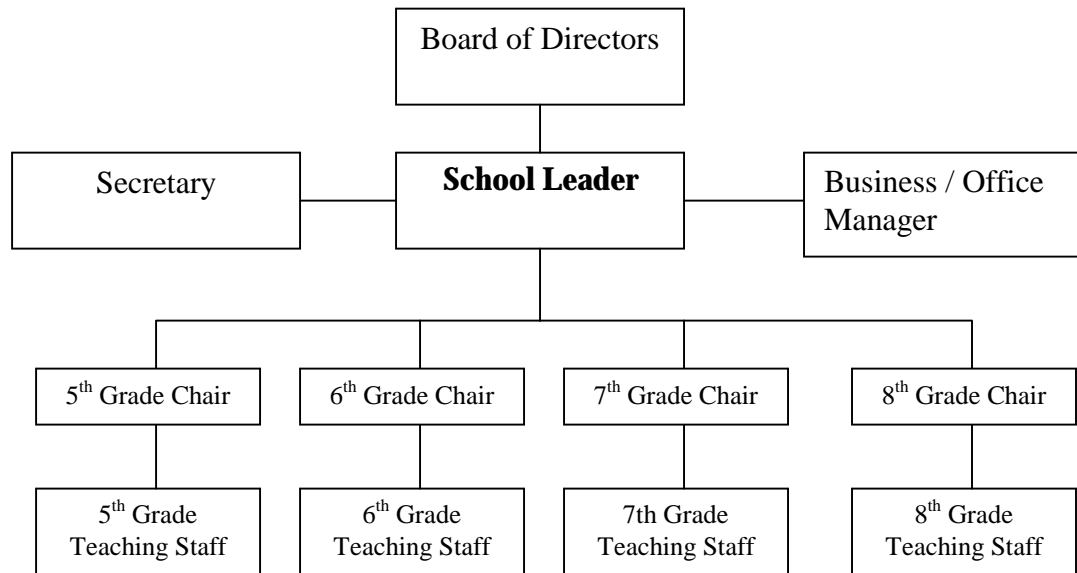 Board of Directors
Secretary
School Leader
Business / Office
Manager
5th Grade Chair
6th Grade Chair
7th Grade Chair
8th Grade Chair
5th Grade
Teaching Staff
6th Grade
Teaching Staff
7th Grade
Teaching Staff
8th Grade
Teaching Staff